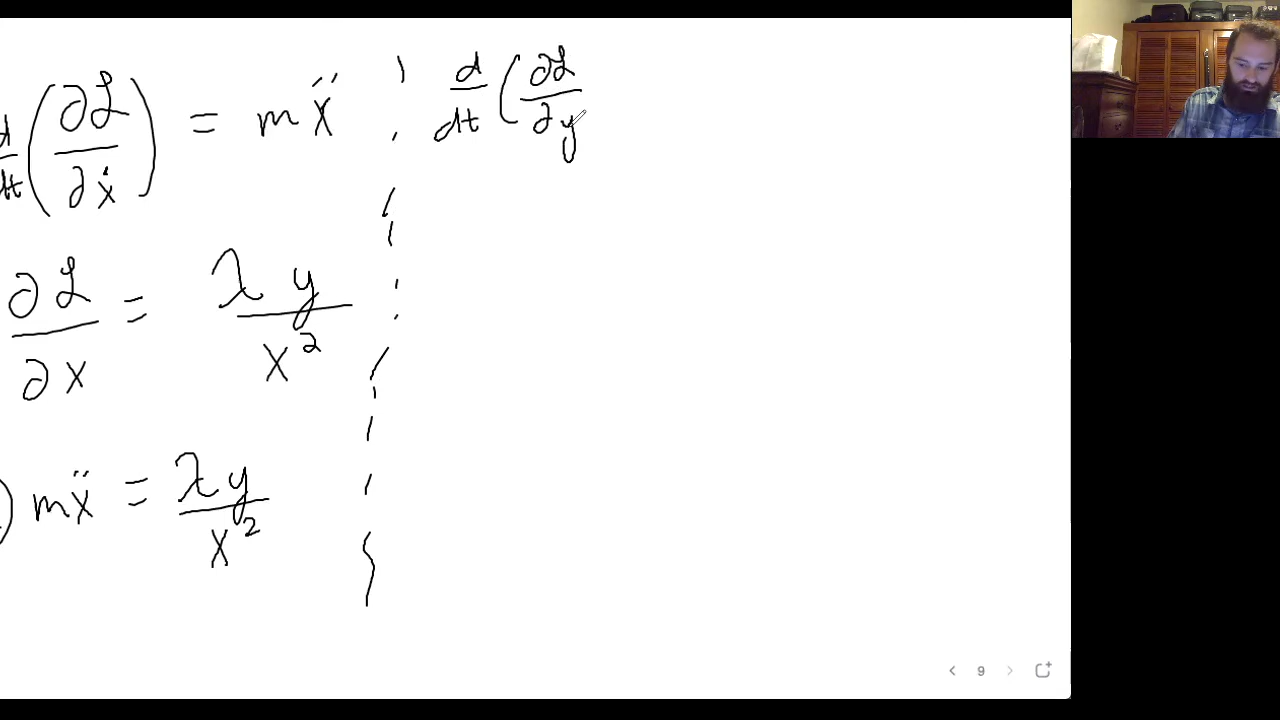 d/dt (∂ℒ/∂ẋ) = mẍ
∂ℒ/∂x = λy/x²
) mẍ = λy/x²
d/dt (∂ℒ/∂y
9